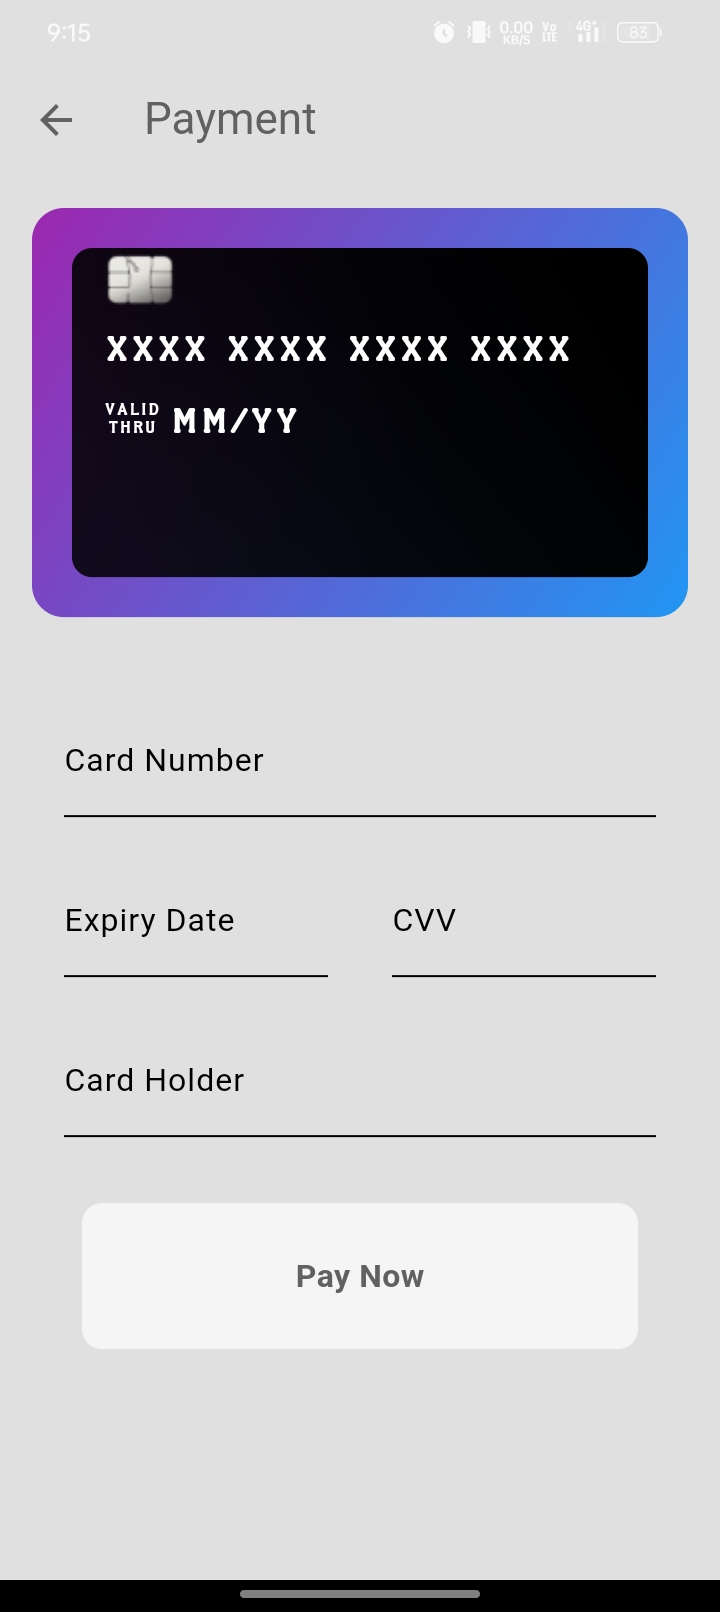 9:15 0.00 KB/S Vo LTE 4G+ 83
Payment
XXXX XXXX XXXX XXXX
VALID THRU MM/YY
Card Number
Expiry Date CVV
Card Holder
Pay Now